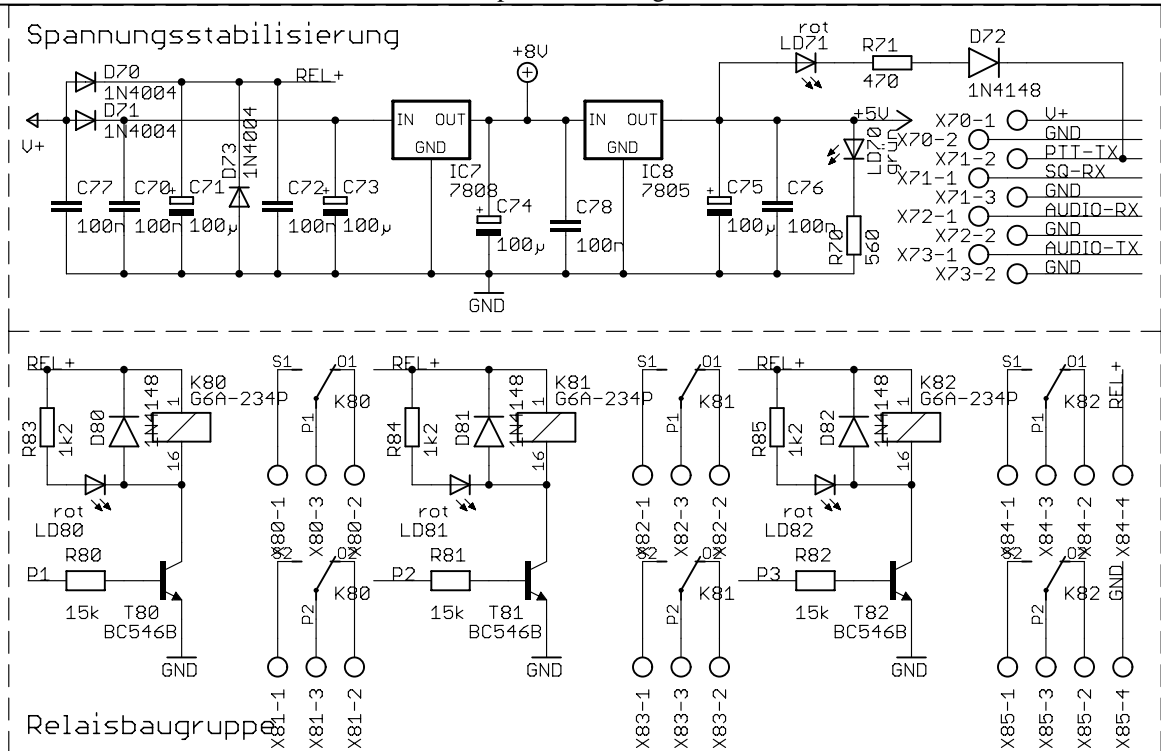 Spannungsstabilisierung
D70
1N4004
REL+
D71
1N4004
V+
D73
1N4004
C77
100n
C70
100n
C71
+
100µ
C72
100n
C73
+
100µ
IN OUT
GND
IC7
7808
+8V
C74
+
100µ
C78
100n
GND
IN OUT
GND
IC8
7805
C75
+
100µ
C76
100n
rot
LD71
R71
470
D72
1N4148
+5V
LD70
grün
R70
560
X70-1 V+
X70-2 GND
X71-2 PTT-TX
X71-1 SQ-RX
X71-3 GND
X72-1 AUDIO-RX
X72-2 GND
X73-1 AUDIO-TX
X73-2 GND
REL+
R83
1k2
D80
1N4148
K80
G6A-234P
1
16
rot
LD80
P1
R80
15k
T80
BC546B
GND
S1
O1
P1
K80
X80-1
X80-3
X80-2
S2
O2
P2
K80
X81-1
X81-3
X81-2
REL+
R84
1k2
D81
1N4148
K81
G6A-234P
1
16
rot
LD81
P2
R81
15k
T81
BC546B
GND
S1
O1
P1
K81
X82-1
X82-3
X82-2
S2
O2
P2
K81
X83-1
X83-3
X83-2
REL+
R85
1k2
D82
1N4148
K82
G6A-234P
1
16
rot
LD82
P3
R82
15k
T82
BC546B
GND
S1
O1
P1
K82
REL+
X84-1
X84-3
X84-2
X84-4
S2
O2
P2
K82
GND
X85-1
X85-3
X85-2
X85-4
Relaisbaugruppe